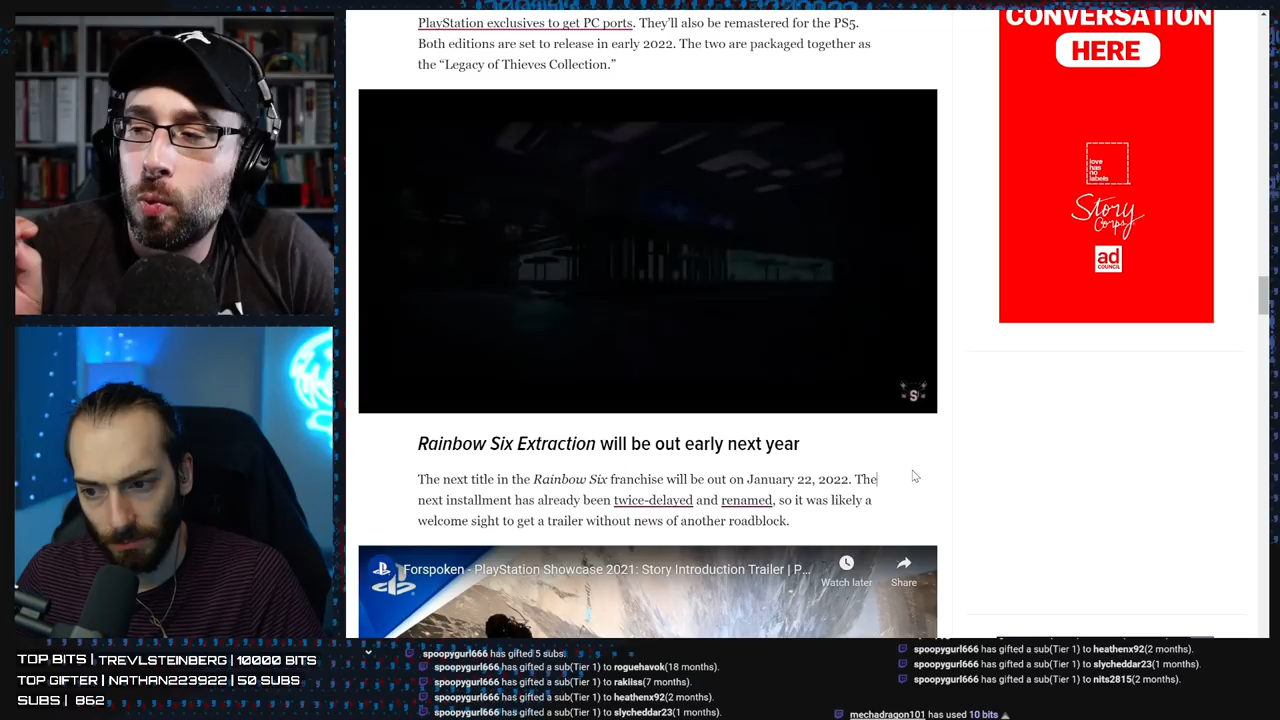 PlayStation exclusives to get PC ports. They'll also be remastered for the PS5.
Both editions are set to release in early 2022. The two are packaged together as
the “Legacy of Thieves Collection.”
S
Rainbow Six Extraction will be out early next year
The next title in the Rainbow Six franchise will be out on January 22, 2022. The
next installment has already been twice-delayed and renamed, so it was likely a
welcome sight to get a trailer without news of another roadblock.
Forspoken - PlayStation Showcase 2021: Story Introduction Trailer | P...
Watch later
Share
CONVERSATION
HERE
love
has
no
labels
Story
Corps
ad
COUNCIL
TOP BITS | TREVLSTEINBERG | 10000 BITS
TOP GIFTER | NATHAN223922 | 50 SUBS
SUBS | 862
spoopygurl666 has gifted 5 subs
spoopygurl666 has gifted a sub(Tier 1) to roguehavok(18 months).
spoopygurl666 has gifted a sub(Tier 1) to rakiiss(7 months).
spoopygurl666 has gifted a sub(Tier 1) to heathenx92(2 months).
spoopygurl666 has gifted a sub(Tier 1) to slycheddar23(1 months).
spoopygurl666 has gifted a sub(Tier 1) to heathenx92(2 months).
spoopygurl666 has gifted a sub(Tier 1) to slycheddar23(1 months).
spoopygurl666 has gifted a sub(Tier 1) to nits2815(2 months).
mechadragon101 has used 10 bits